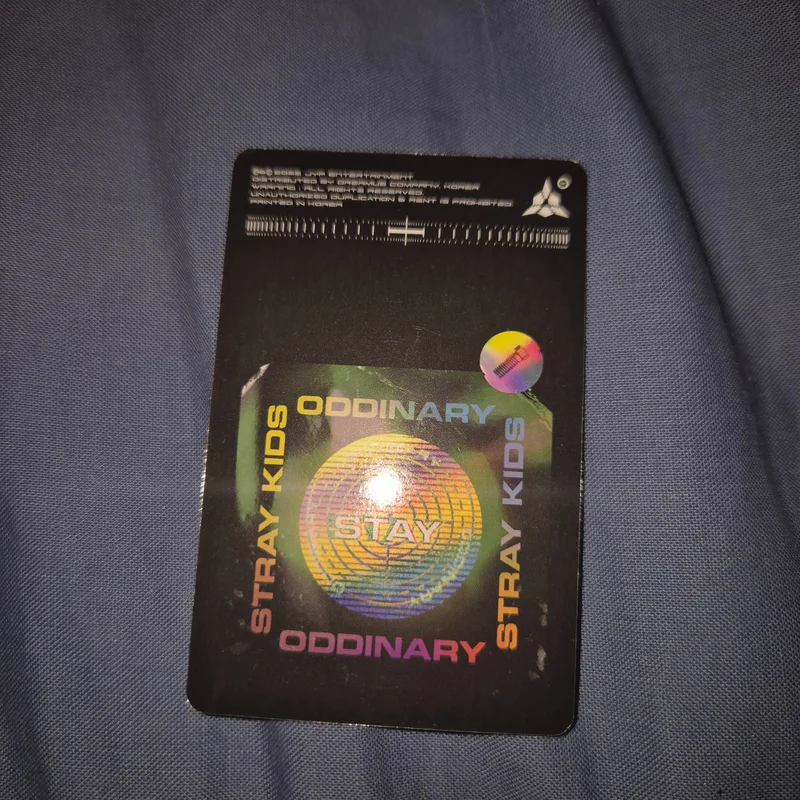 JYP ENTERTAINMENT
DISTRIBUTED BY DREAMUS COMPANY. KOREA
WARNING : ALL RIGHTS RESERVED.
UNAUTHORIZED DUPLICATION & RENT IS PROHIBITED
PRINTED IN KOREA
ODDINARY
STRAY KIDS
STAY
STRAY KIDS
ODDINARY